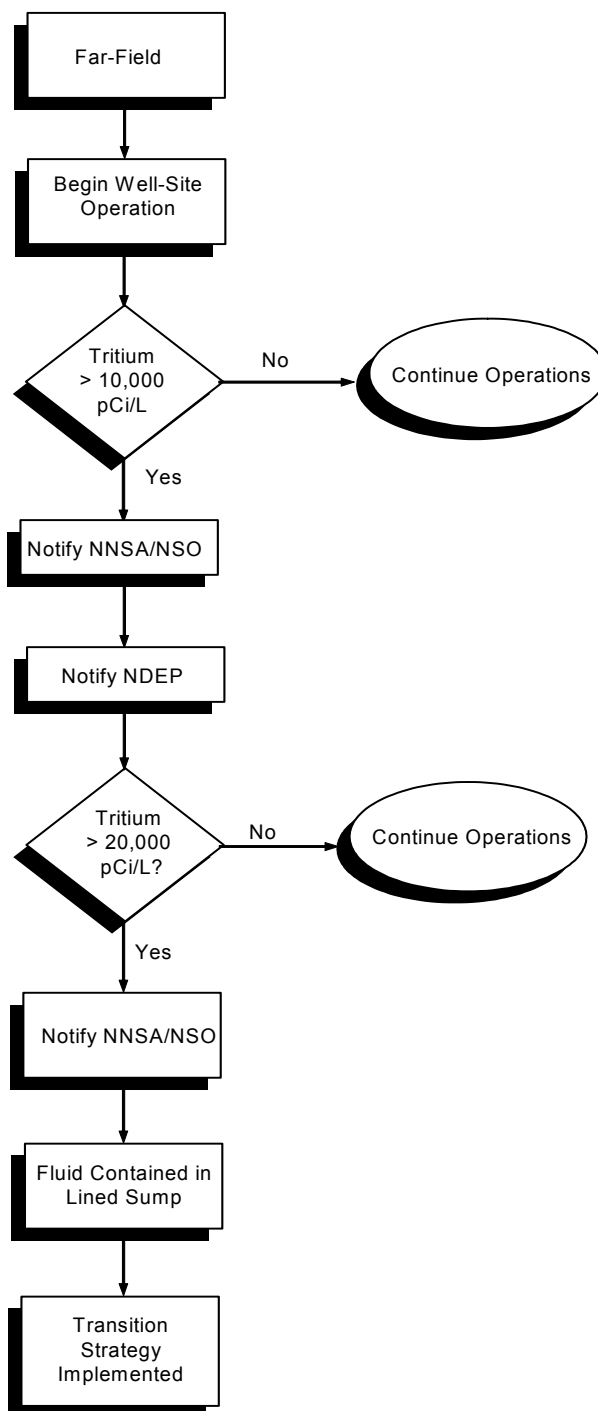 Far-Field
Begin Well-Site
Operation
Tritium
> 10,000
pCi/L
No
Continue Operations
Yes
Notify NNSA/NSO
Notify NDEP
Tritium
> 20,000
pCi/L?
No
Continue Operations
Yes
Notify NNSA/NSO
Fluid Contained in
Lined Sump
Transition
Strategy
Implemented